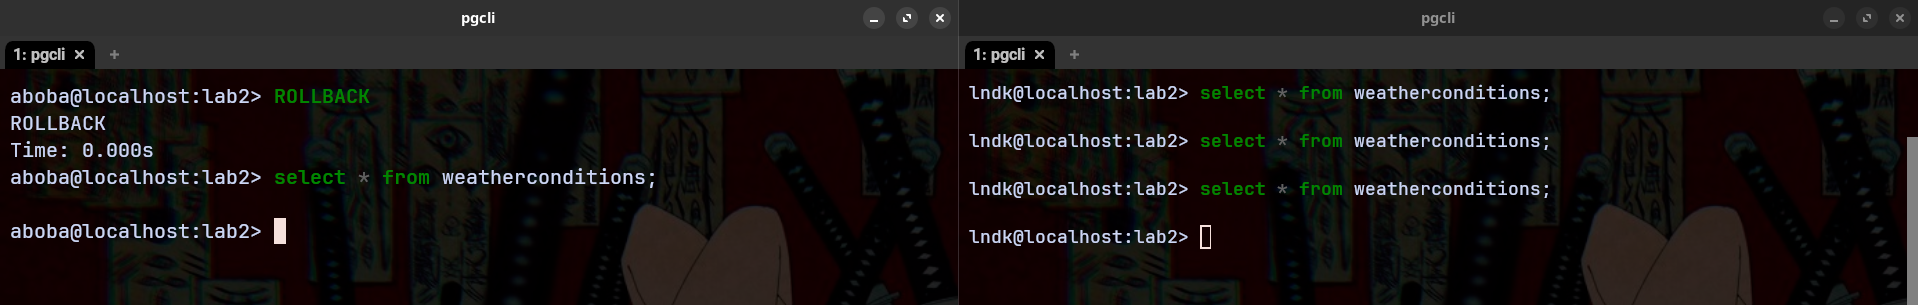 pgcli
1: pgcli × +
aboba@localhost:lab2> ROLLBACK
ROLLBACK
Time: 0.000s
aboba@localhost:lab2> select * from weatherconditions;
aboba@localhost:lab2>
pgcli
1: pgcli × +
lndk@localhost:lab2> select * from weatherconditions;
lndk@localhost:lab2> select * from weatherconditions;
lndk@localhost:lab2> select * from weatherconditions;
lndk@localhost:lab2>